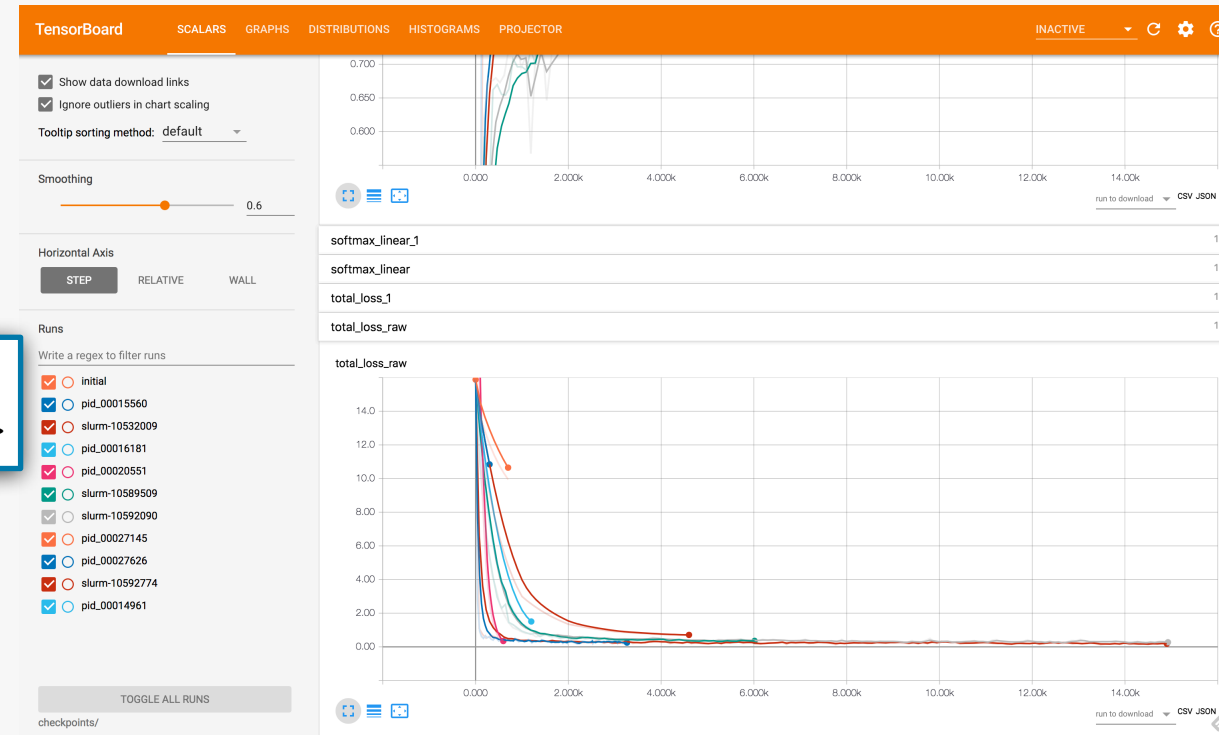 TensorBoard SCALARS GRAPHS DISTRIBUTIONS HISTOGRAMS PROJECTOR INACTIVE
Show data download links
Ignore outliers in chart scaling
Tooltip sorting method: default
Smoothing
0.6
Horizontal Axis
STEP RELATIVE WALL
Runs
Write a regex to filter runs
initial
pid_00015560
slurm-10532009
pid_00016181
pid_00020551
slurm-10589509
slurm-10592090
pid_00027145
pid_00027626
slurm-10592774
pid_00014961
TOGGLE ALL RUNS
checkpoints/
0.700
0.650
0.600
0.000 2.000k 4.000k 6.000k 8.000k 10.00k 12.00k 14.00k
run to download CSV JSON
softmax_linear_1 1
softmax_linear 1
total_loss_1 1
total_loss_raw 1
total_loss_raw
14.0
12.0
10.0
8.00
6.00
4.00
2.00
0.00
0.000 2.000k 4.000k 6.000k 8.000k 10.00k 12.00k 14.00k
run to download CSV JSON